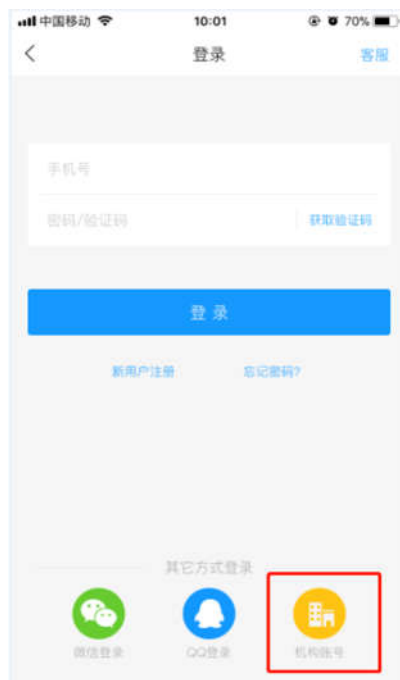 中国移动 10:01 70%
登录 客服
手机号
密码/验证码 获取验证码
登 录
新用户注册 忘记密码?
其它方式登录
微信登录 QQ登录 机构账号